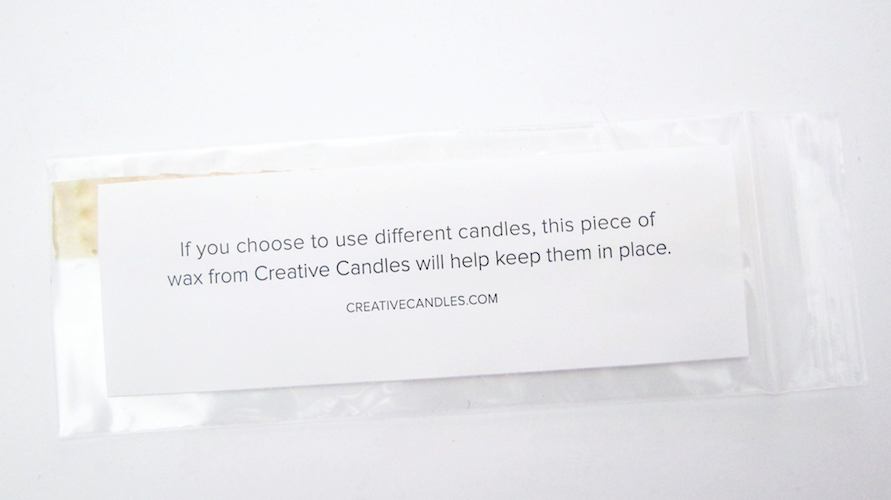 If you choose to use different candles, this piece of
wax from Creative Candles will help keep them in place.
CREATIVECANDLES.COM